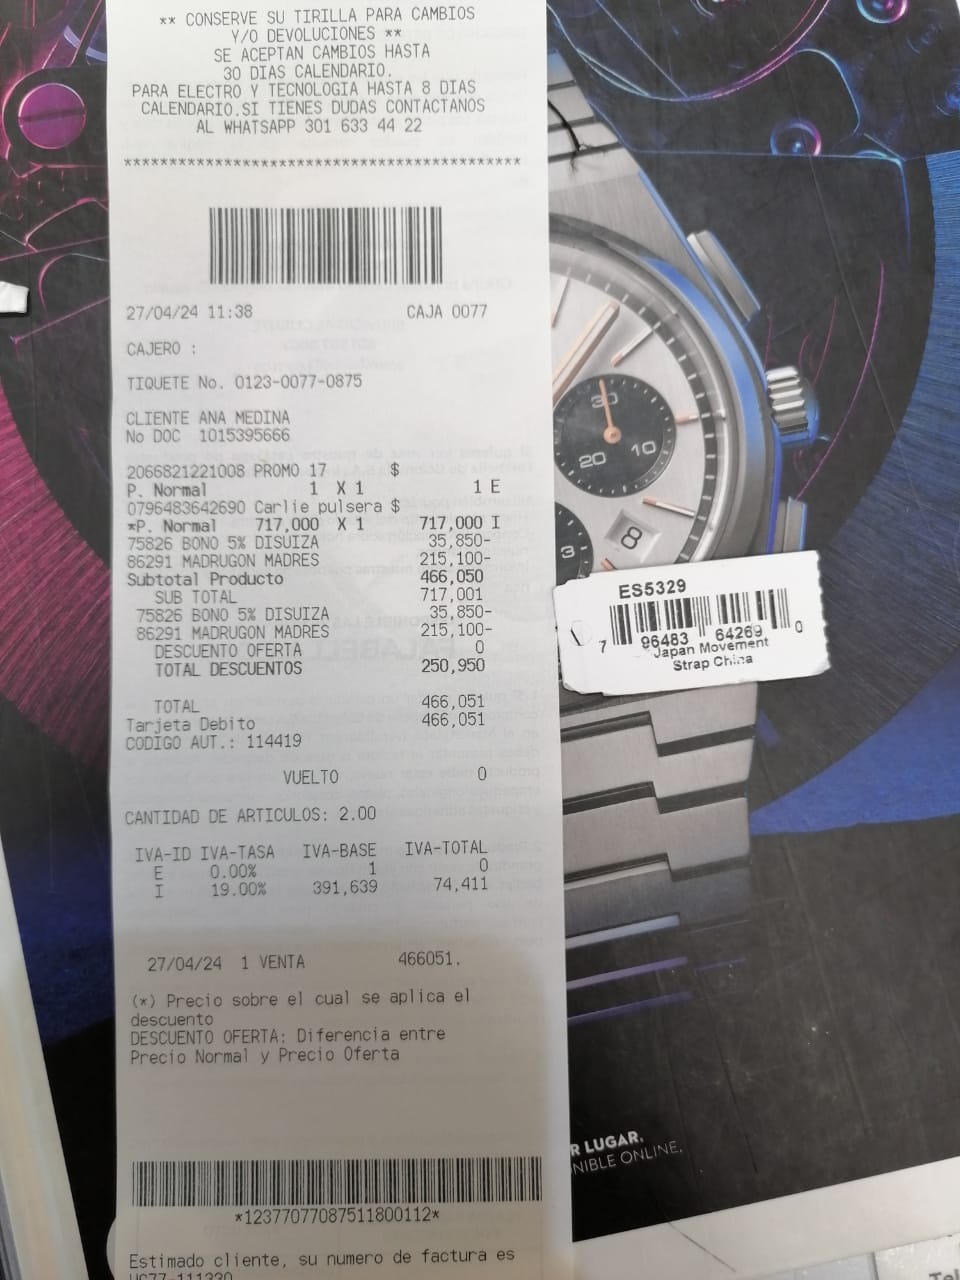 ** CONSERVE SU TIRILLA PARA CAMBIOS
Y/O DEVOLUCIONES **
SE ACEPTAN CAMBIOS HASTA
30 DIAS CALENDARIO.
PARA ELECTRO Y TECNOLOGIA HASTA 8 DIAS
CALENDARIO.SI TIENES DUDAS CONTACTANOS
AL WHATSAPP 301 633 44 22
*******************************************
27/04/24 11:38 CAJA 0077
CAJERO :
TIQUETE No. 0123-0077-0875
CLIENTE ANA MEDINA
No DOC 1015395666
2066821221008 PROMO 17 $
P. Normal 1 X 1 1 E
0796483642690 Carlie pulsera $
*P. Normal 717,000 X 1 717,000 I
75826 BONO 5% DISUIZA 35,850-
86291 MADRUGON MADRES 215,100-
Subtotal Producto 466,050
SUB TOTAL 717,001
75826 BONO 5% DISUIZA 35,850-
86291 MADRUGON MADRES 215,100-
DESCUENTO OFERTA 0
TOTAL DESCUENTOS 250,950
TOTAL 466,051
Tarjeta Debito 466,051
CODIGO AUT.: 114419
VUELTO 0
CANTIDAD DE ARTICULOS: 2.00
IVA-ID IVA-TASA IVA-BASE IVA-TOTAL
E 0.00% 1 0
I 19.00% 391,639 74,411
27/04/24 1 VENTA 466051.
(*) Precio sobre el cual se aplica el
descuento
DESCUENTO OFERTA: Diferencia entre
Precio Normal y Precio Oferta
*12377077087511800112*
Estimado cliente, su numero de factura es
30
10
20
8
3
ES5329
7 96483 64269 0
Japan Movement
Strap China
R LUGAR.
NIBLE ONLINE.